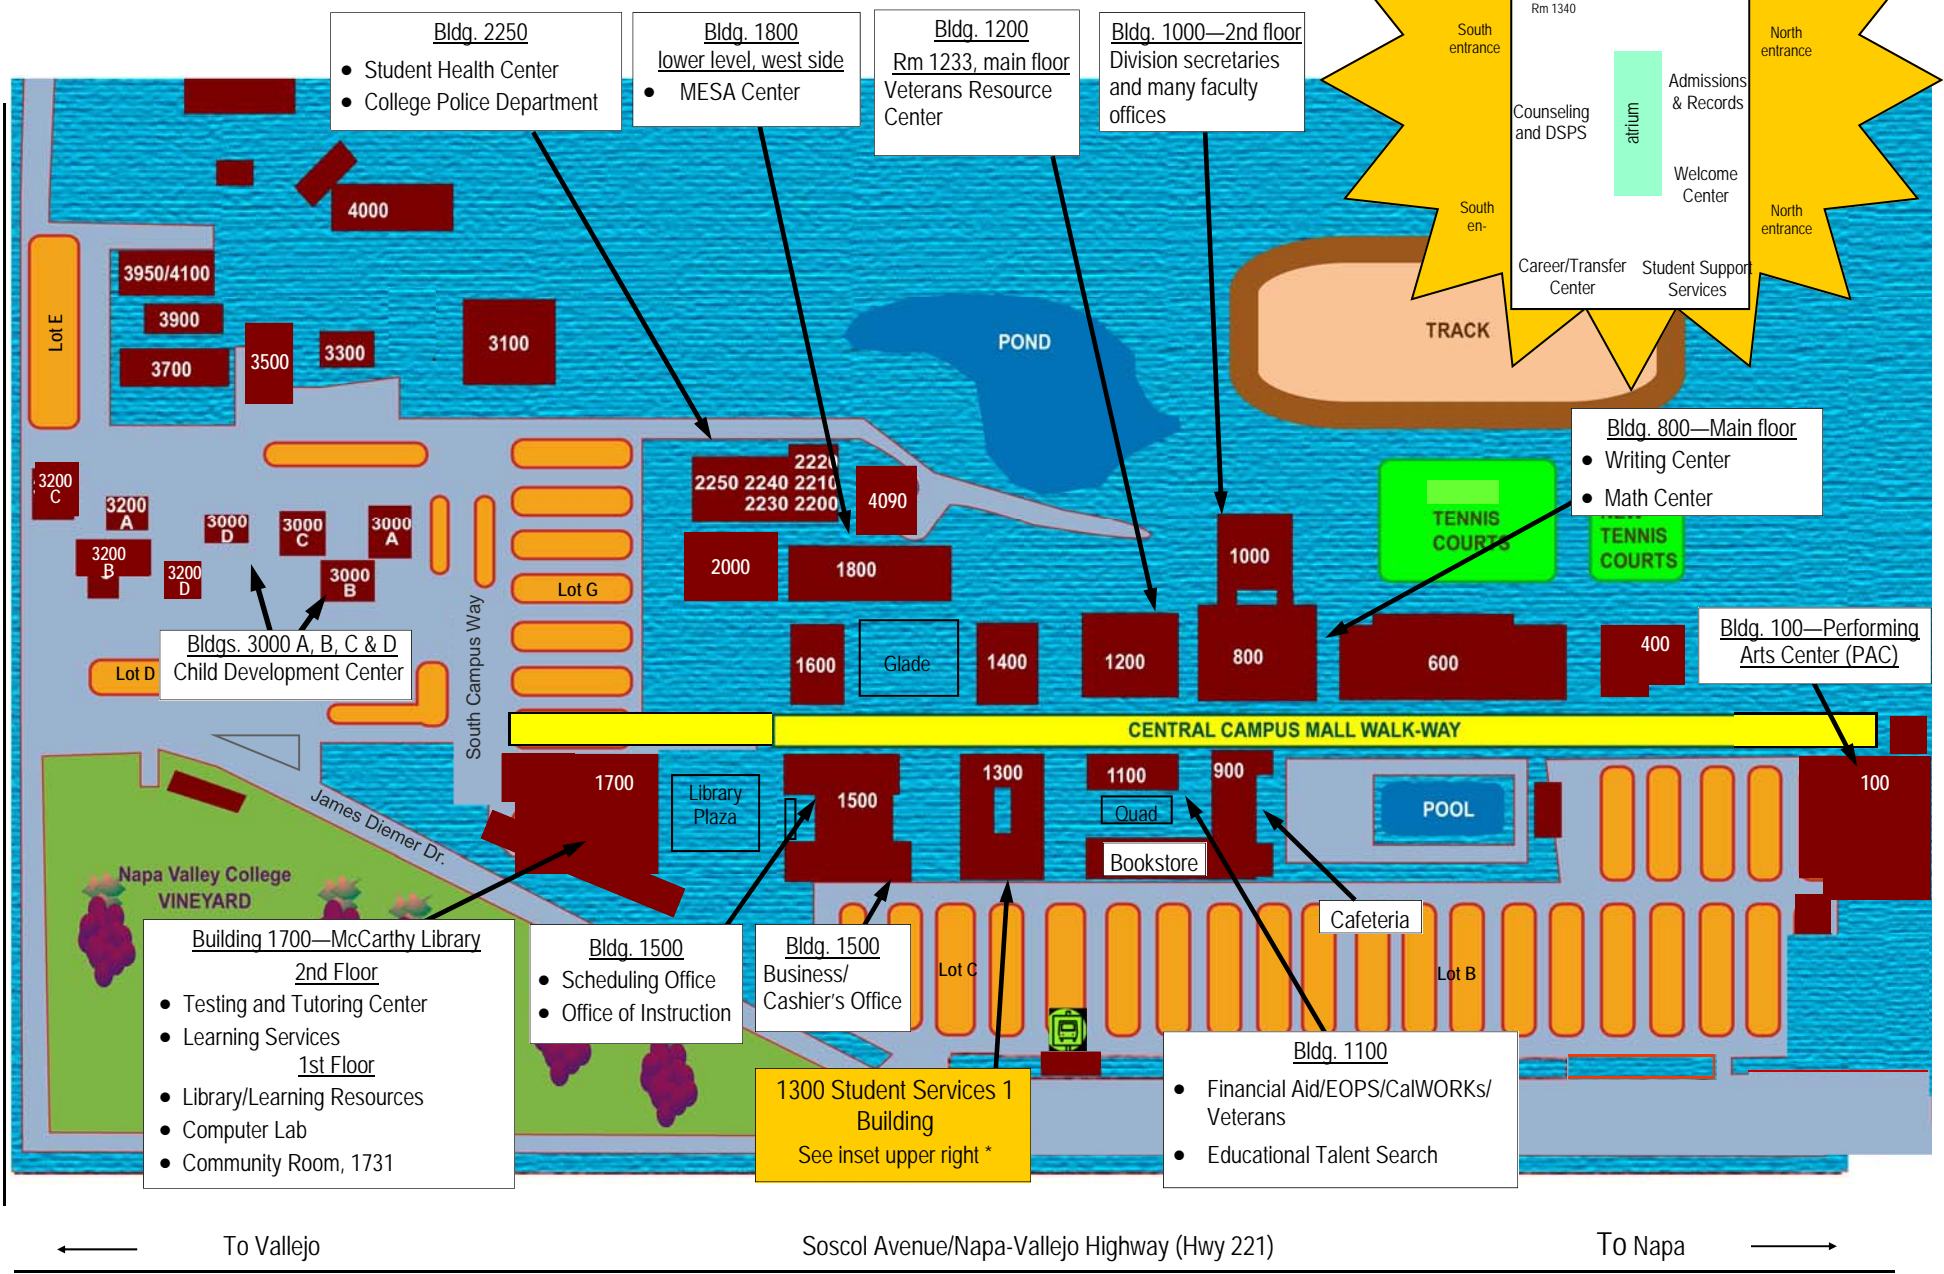 Bldg. 2250
• Student Health Center
• College Police Department
Bldg. 1800
lower level, west side
• MESA Center
Bldg. 1200
Rm 1233, main floor
Veterans Resource
Center
Bldg. 1000—2nd floor
Division secretaries
and many faculty
offices
Rm 1340
South
entrance
North
entrance
Admissions
& Records
Counseling
and DSPS
atrium
Welcome
Center
South
en-
North
entrance
Career/Transfer
Center
Student Support
Services
4000
3950/4100
3900
3700
3500
3300
3100
Lot E
POND
TRACK
Bldg. 800—Main floor
• Writing Center
• Math Center
TENNIS
COURTS
NEW
TENNIS
COURTS
2220
2250 2240 2210
2230 2200
4090
2000
1800
1000
3200
C
3200
A
3200
B
3200
D
3000
D
3000
C
3000
A
3000
B
Lot G
Bldgs. 3000 A, B, C & D
Child Development Center
Lot D
South Campus Way
1600
Glade
1400
1200
800
600
400
Bldg. 100—Performing
Arts Center (PAC)
CENTRAL CAMPUS MALL WALK-WAY
1700
Library
Plaza
1500
1300
1100
Quad
900
Bookstore
POOL
100
James Diemer Dr.
Napa Valley College
VINEYARD
Cafeteria
Lot C
Lot B
Building 1700—McCarthy Library
2nd Floor
• Testing and Tutoring Center
• Learning Services
1st Floor
• Library/Learning Resources
• Computer Lab
• Community Room, 1731
Bldg. 1500
• Scheduling Office
• Office of Instruction
Bldg. 1500
Business/
Cashier's Office
1300 Student Services 1
Building
See inset upper right *
Bldg. 1100
• Financial Aid/EOPS/CalWORKs/
Veterans
• Educational Talent Search
To Vallejo
Soscol Avenue/Napa-Vallejo Highway (Hwy 221)
To Napa